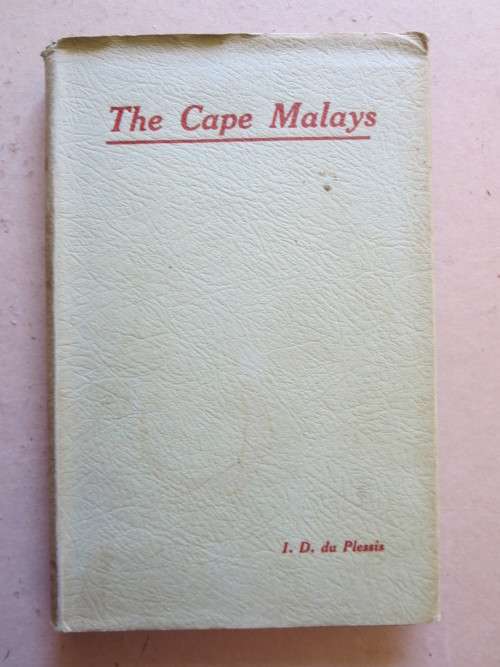 The Cape Malays
I. D. du Plessis